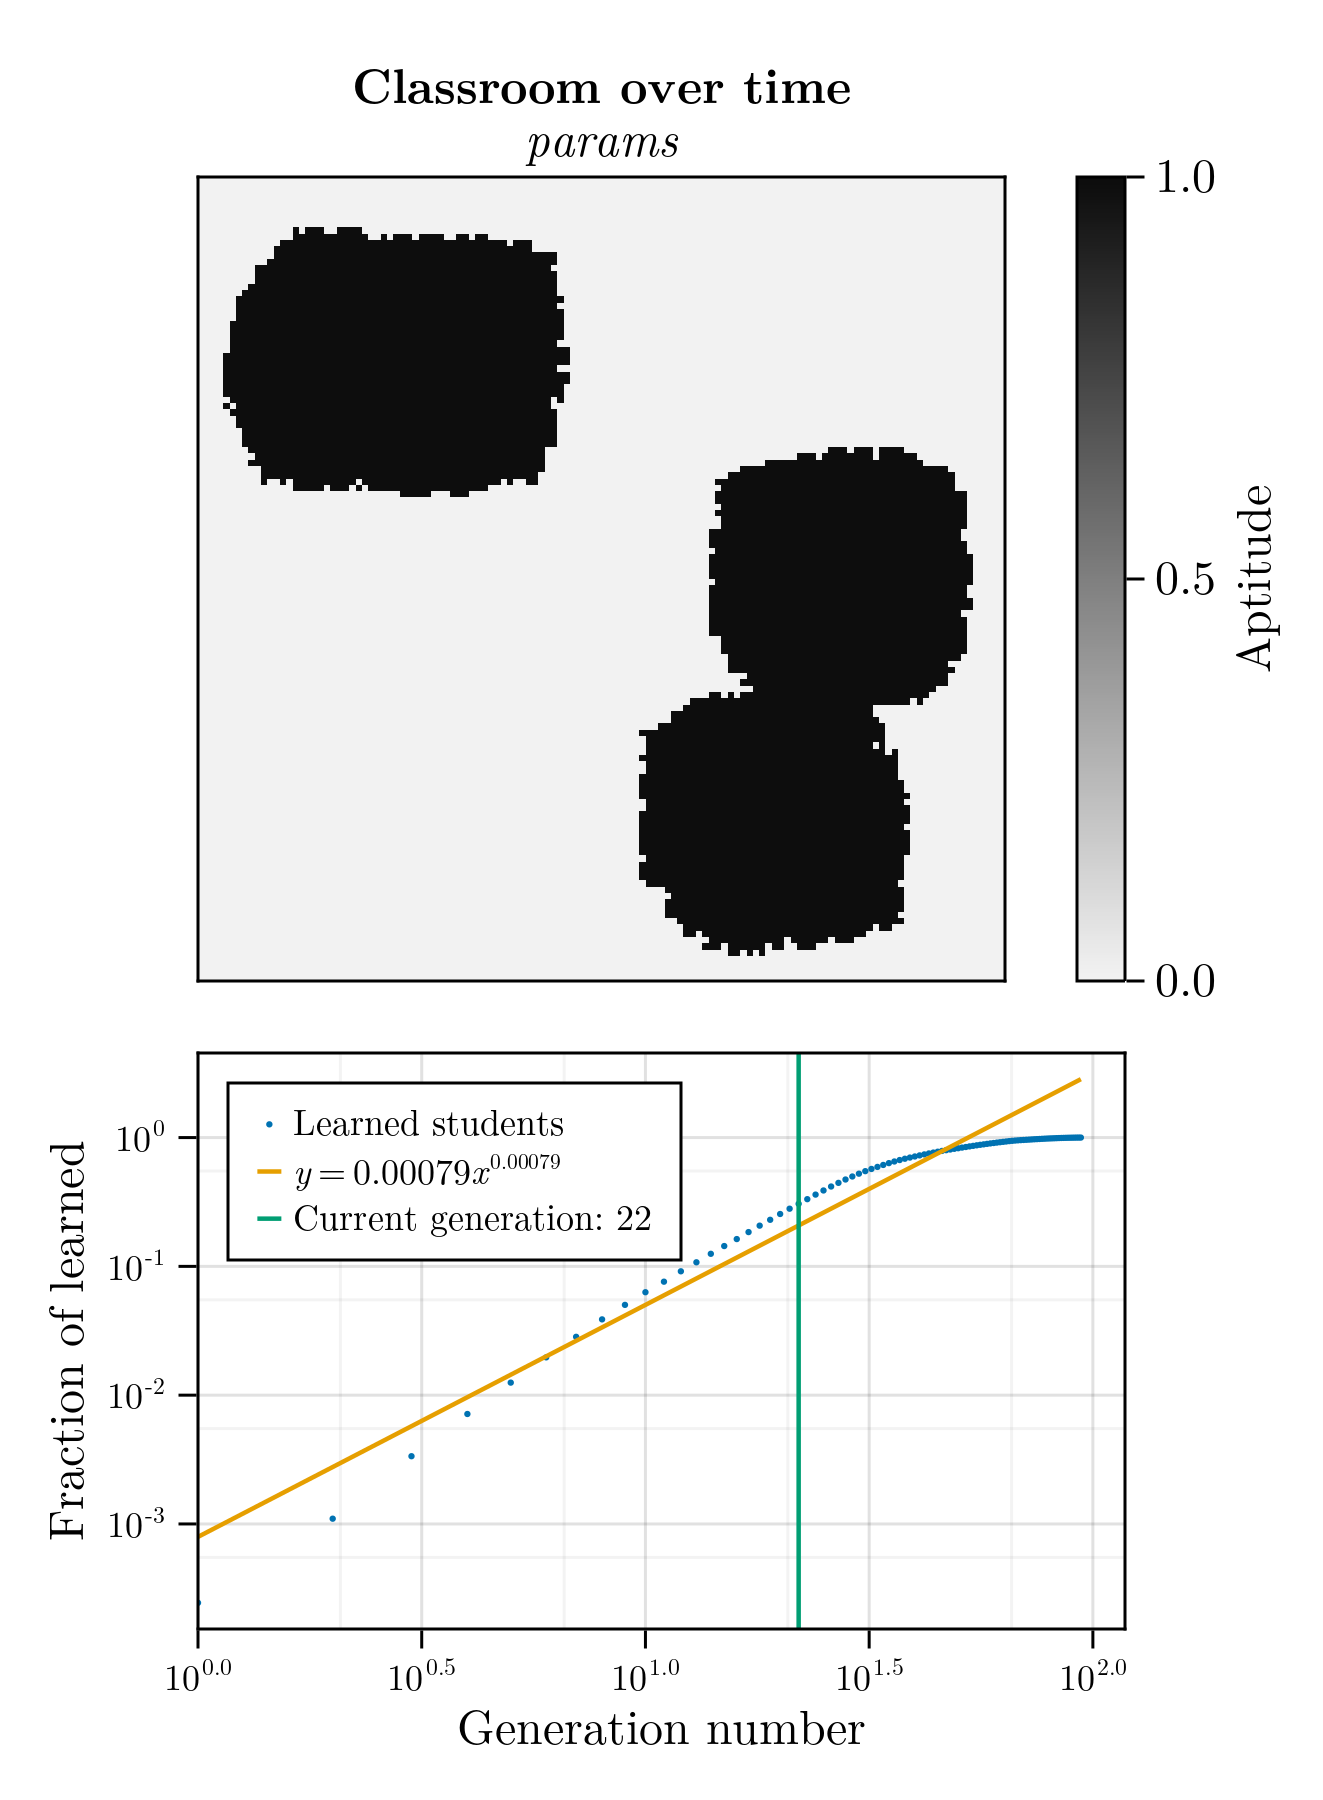 Classroom over time
params
1.0
0.5
0.0
Aptitude
Learned students
y = 0.00079x^0.00079
Current generation: 22
10^0
10^-1
10^-2
10^-3
Fraction of learned
10^0.0 10^0.5 10^1.0 10^1.5 10^2.0
Generation number